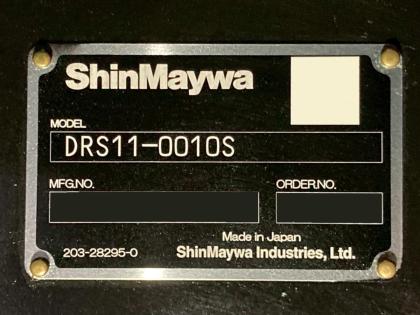 ShinMaywa
MODEL
DRS11-0010S
MFG.NO.
ORDER.NO.
Made in Japan
203-28295-0
ShinMaywa Industries, Ltd.